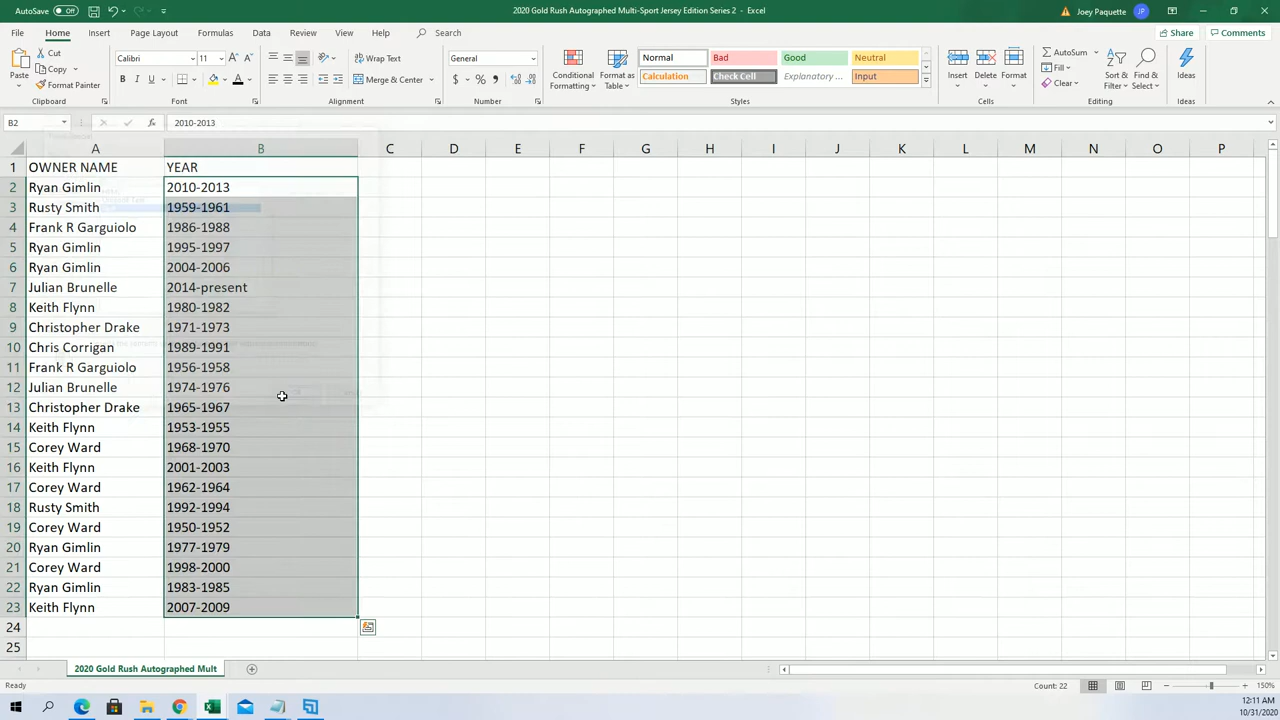 AutoSave Off 2020 Gold Rush Autographed Multi-Sport Jersey Edition Series 2 - Excel Joey Paquette JP
File Home Insert Page Layout Formulas Data Review View Help Search Share Comments
Paste Cut Copy Format Painter
Calibri 11 B I U
Wrap Text Merge & Center
General $ % ,
Conditional Formatting Format as Table
Normal Bad Good Neutral
Calculation Check Cell Explanatory ... Input
Insert Delete Format
AutoSum Fill Clear Sort & Filter Find & Select Ideas
Clipboard Font Alignment Number Styles Cells Editing Ideas
B2 fx 2010-2013
A B C D E F G H I J K L M N O P
1 OWNER NAME YEAR
2 Ryan Gimlin 2010-2013
3 Rusty Smith 1959-1961
4 Frank R Garguiolo 1986-1988
5 Ryan Gimlin 1995-1997
6 Ryan Gimlin 2004-2006
7 Julian Brunelle 2014-present
8 Keith Flynn 1980-1982
9 Christopher Drake 1971-1973
10 Chris Corrigan 1989-1991
11 Frank R Garguiolo 1956-1958
12 Julian Brunelle 1974-1976
13 Christopher Drake 1965-1967
14 Keith Flynn 1953-1955
15 Corey Ward 1968-1970
16 Keith Flynn 2001-2003
17 Corey Ward 1962-1964
18 Rusty Smith 1992-1994
19 Corey Ward 1950-1952
20 Ryan Gimlin 1977-1979
21 Corey Ward 1998-2000
22 Ryan Gimlin 1983-1985
23 Keith Flynn 2007-2009
24
25
2020 Gold Rush Autographed Mult
Ready Count: 22 150%
12:11 AM
10/31/2020